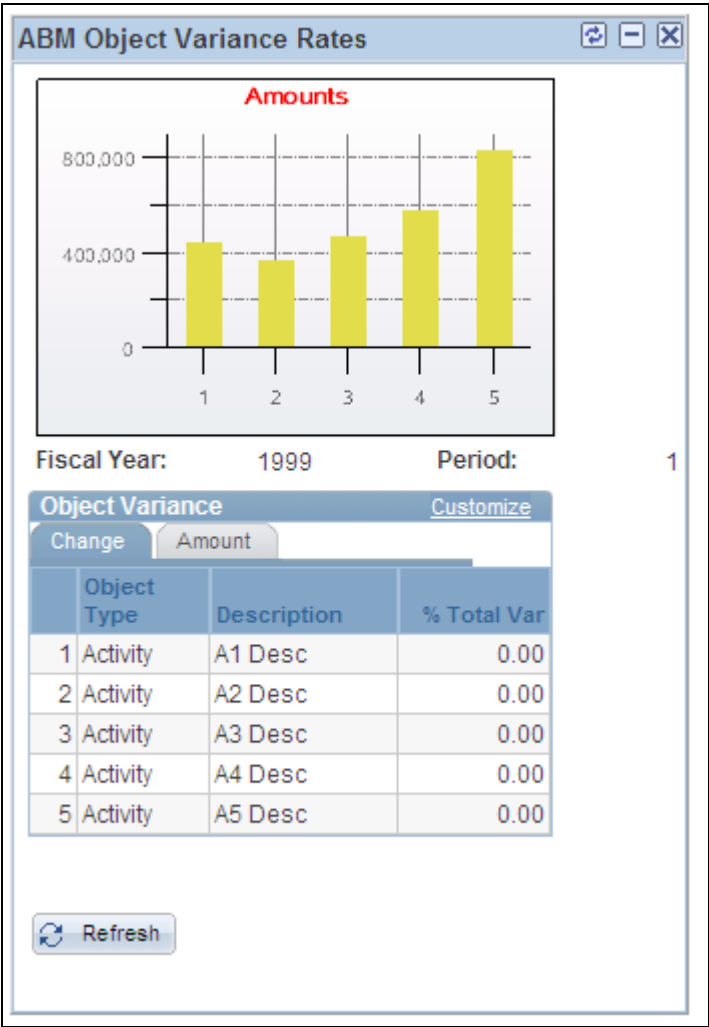 ABM Object Variance Rates
Amounts
800,000
400,000
0
1 2 3 4 5
Fiscal Year: 1999 Period: 1
Object Variance Customize
Change Amount
Object Type Description % Total Var
1 Activity A1 Desc 0.00
2 Activity A2 Desc 0.00
3 Activity A3 Desc 0.00
4 Activity A4 Desc 0.00
5 Activity A5 Desc 0.00
Refresh